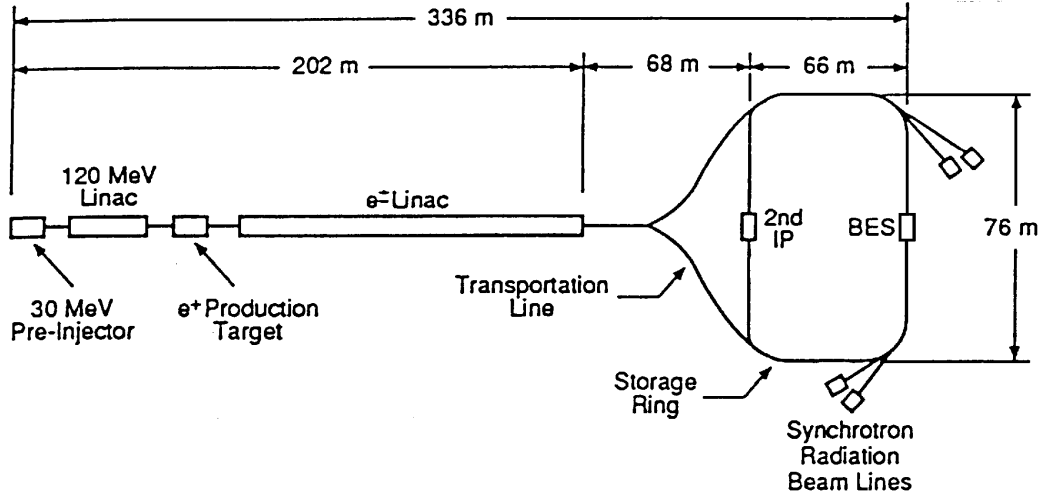 336 m
202 m
68 m
66 m
120 MeV
Linac
e∓ Linac
2nd
IP
BES
76 m
30 MeV
Pre-Injector
e+ Production
Target
Transportation
Line
Storage
Ring
Synchrotron
Radiation
Beam Lines